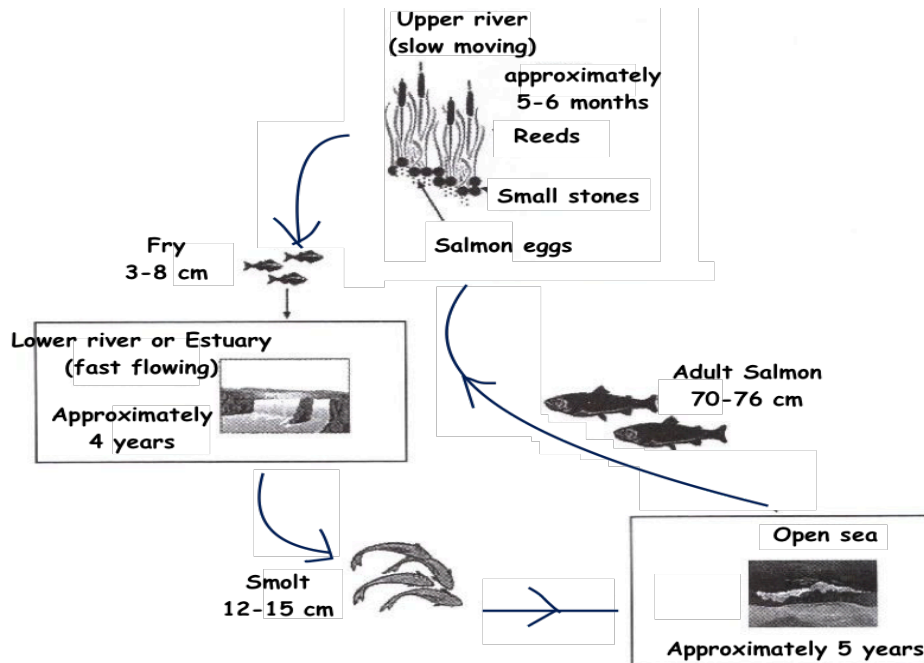 Upper river
(slow moving)
approximately
5-6 months
Reeds
Small stones
Salmon eggs
Fry
3-8 cm
Lower river or Estuary
(fast flowing)
Approximately
4 years
Adult Salmon
70-76 cm
Smolt
12-15 cm
Open sea
Approximately 5 years